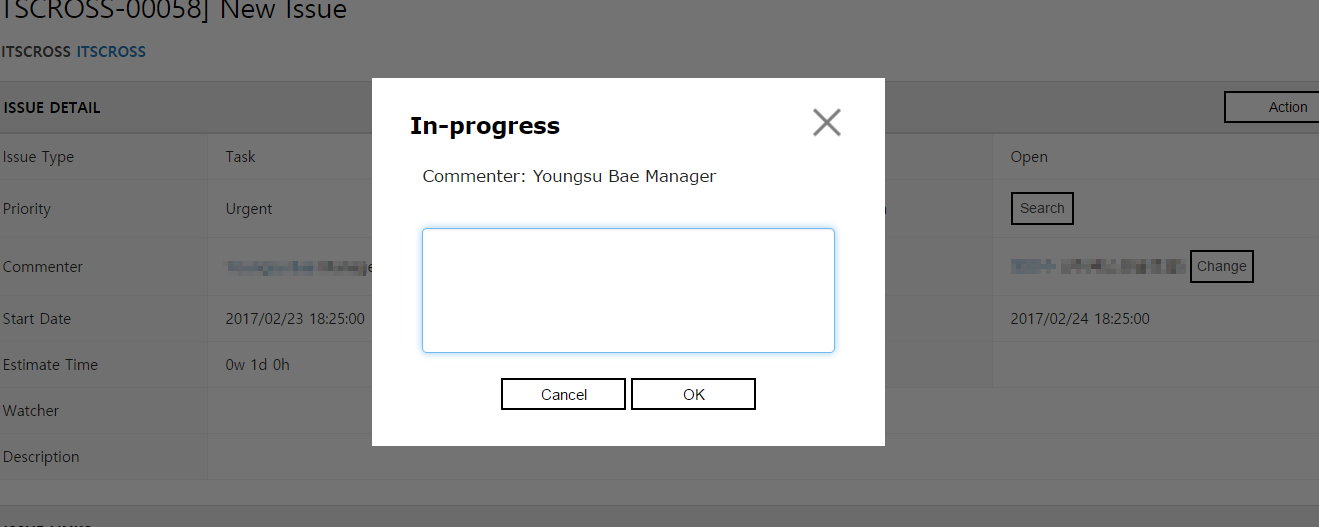 TSCROSS-00058] New Issue
ITSCROSS ITSCROSS
ISSUE DETAIL
Action
In-progress
Commenter: Youngsu Bae Manager
Issue Type Task Open
Priority Urgent Search
Commenter Change
Start Date 2017/02/23 18:25:00 2017/02/24 18:25:00
Estimate Time 0w 1d 0h
Watcher
Cancel OK
Description